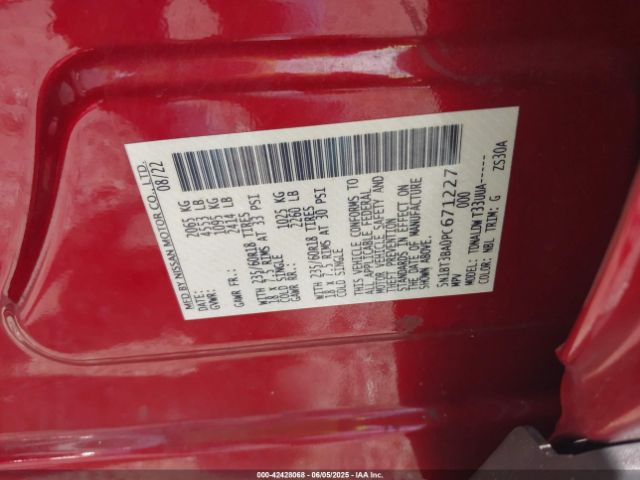 MFD BY NISSAN MOTOR CO., LTD.
DATE: 08/22
GVWR: 2065 KG
4553 LB
GAWR FR.: 1095 KG
2414 LB
WITH 235/60R18 TIRES
18 X 7.5 RIMS AT 33 PSI
COLD SINGLE
GAWR RR.: 1025 KG
2260 LB
WITH 235/60R18 TIRES
18 X 7.5 RIMS AT 30 PSI
COLD SINGLE
THIS VEHICLE CONFORMS TO
ALL APPLICABLE FEDERAL
MOTOR VEHICLE SAFETY AND
THEFT PREVENTION
STANDARDS IN EFFECT ON
THE DATE OF MANUFACTURE
SHOWN ABOVE.
5N1BT3BA0PC671227
MPV 000
MODEL: TDNALDW T33UUA------
COLOR: NBL TRIM: G ZS30A
000-42428068 - 06/05/2025 - IAA Inc.